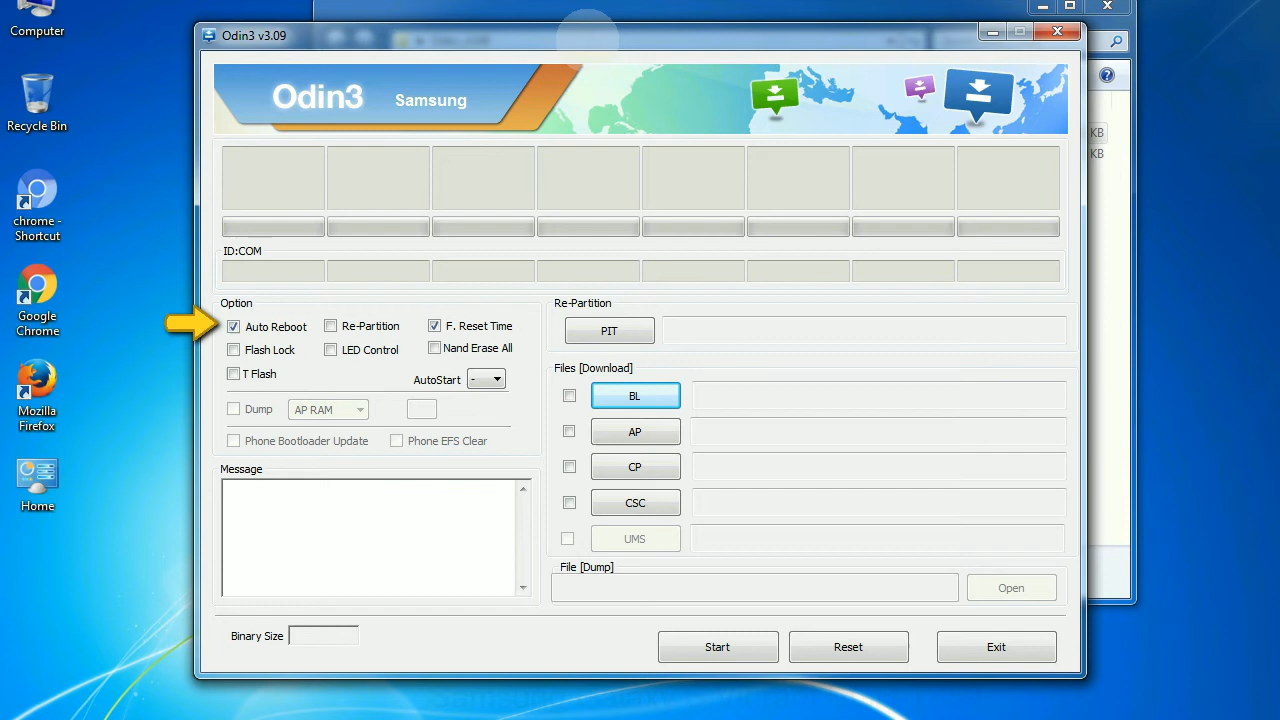 Computer
Recycle Bin
chrome -
Shortcut
Google
Chrome
Mozilla
Firefox
Home
Odin3 v3.09
Odin3 Samsung
KB
KB
ID:COM
Option
Auto Reboot Re-Partition F. Reset Time
Flash Lock LED Control Nand Erase All
T Flash
AutoStart -
Dump AP RAM
Phone Bootloader Update Phone EFS Clear
Message
Re-Partition
PIT
Files [Download]
BL
AP
CP
CSC
UMS
File [Dump]
Open
Binary Size
Start Reset Exit